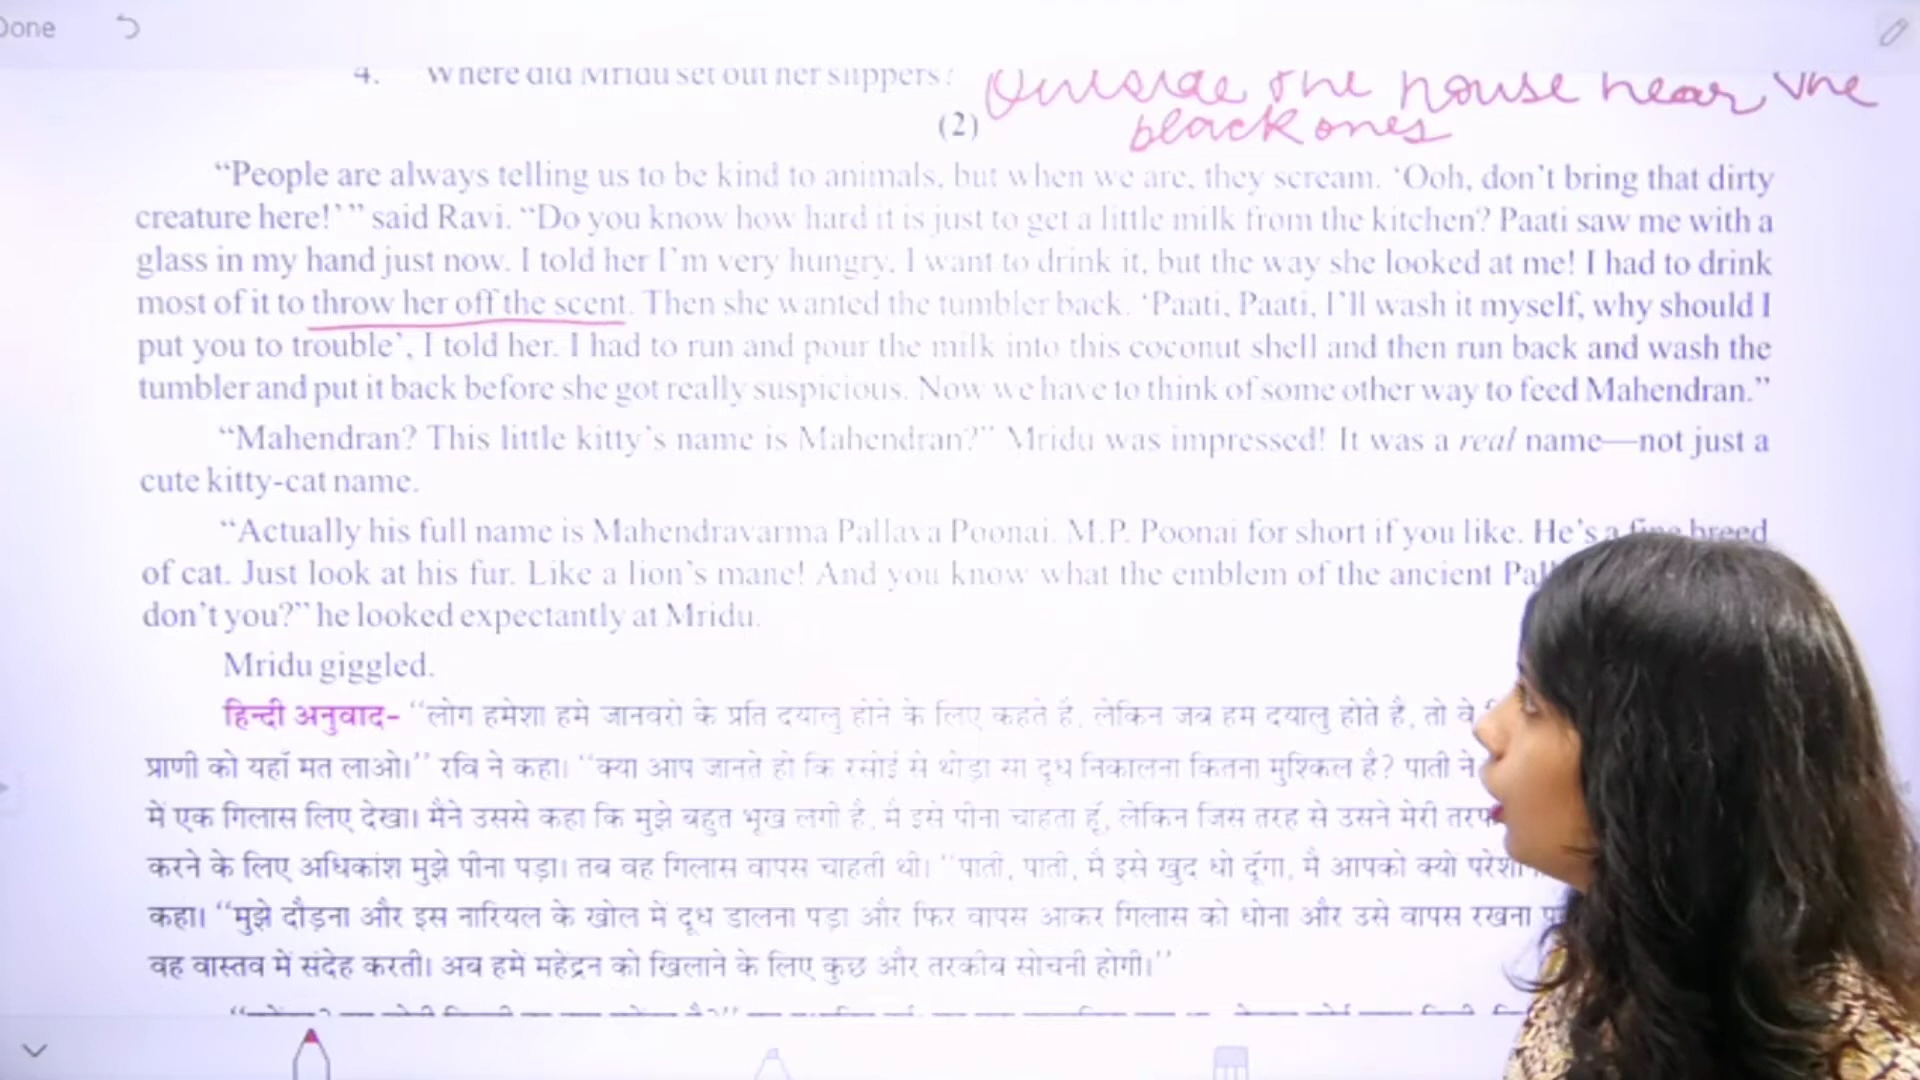 Done
4. Where did Mridu set out her slippers?
Outside the house near the
black ones
(2)
“People are always telling us to be kind to animals, but when we are, they scream. ‘Ooh, don’t bring that dirty
creature here!’” said Ravi. “Do you know how hard it is just to get a little milk from the kitchen? Paati saw me with a
glass in my hand just now. I told her I’m very hungry, I want to drink it, but the way she looked at me! I had to drink
most of it to throw her off the scent. Then she wanted the tumbler back. ‘Paati, Paati, I’ll wash it myself, why should I
put you to trouble’, I told her. I had to run and pour the milk into this coconut shell and then run back and wash the
tumbler and put it back before she got really suspicious. Now we have to think of some other way to feed Mahendran.”
“Mahendran? This little kitty’s name is Mahendran?” Mridu was impressed! It was a real name—not just a
cute kitty-cat name.
“Actually his full name is Mahendravarma Pallava Poonai. M.P. Poonai for short if you like. He’s a fine breed
of cat. Just look at his fur. Like a lion’s mane! And you know what the emblem of the ancient
don’t you?” he looked expectantly at Mridu.
Mridu giggled.
हिन्दी अनुवाद- “लोग हमेशा हमें जानवरों के प्रति दयालु होने के लिए कहते हैं, लेकिन जब हम दयालु होते हैं, तो वे
प्राणी को यहाँ मत लाओ।” रवि ने कहा। “क्या आप जानते हो कि रसोई से थोड़ा सा दूध निकालना कितना मुश्किल है? पाती ने
में एक गिलास लिए देखा। मैंने उससे कहा कि मुझे बहुत भूख लगी है, मैं इसे पीना चाहता हूँ, लेकिन जिस तरह से उसने मेरी
करने के लिए अधिकांश मुझे पीना पड़ा। तब वह गिलास वापस चाहती थी। “पाती, पाती, मैं इसे खुद धो दूँगा, मैं आपको क्यों
कहा। “मुझे दौड़ना और इस नारियल के खोल में दूध डालना पड़ा और फिर वापस आकर गिलास को धोना और उसे वापस रखना
वह वास्तव में संदेह करती। अब हमें महेंद्रन को खिलाने के लिए कुछ और तरकीब सोचनी होगी।”